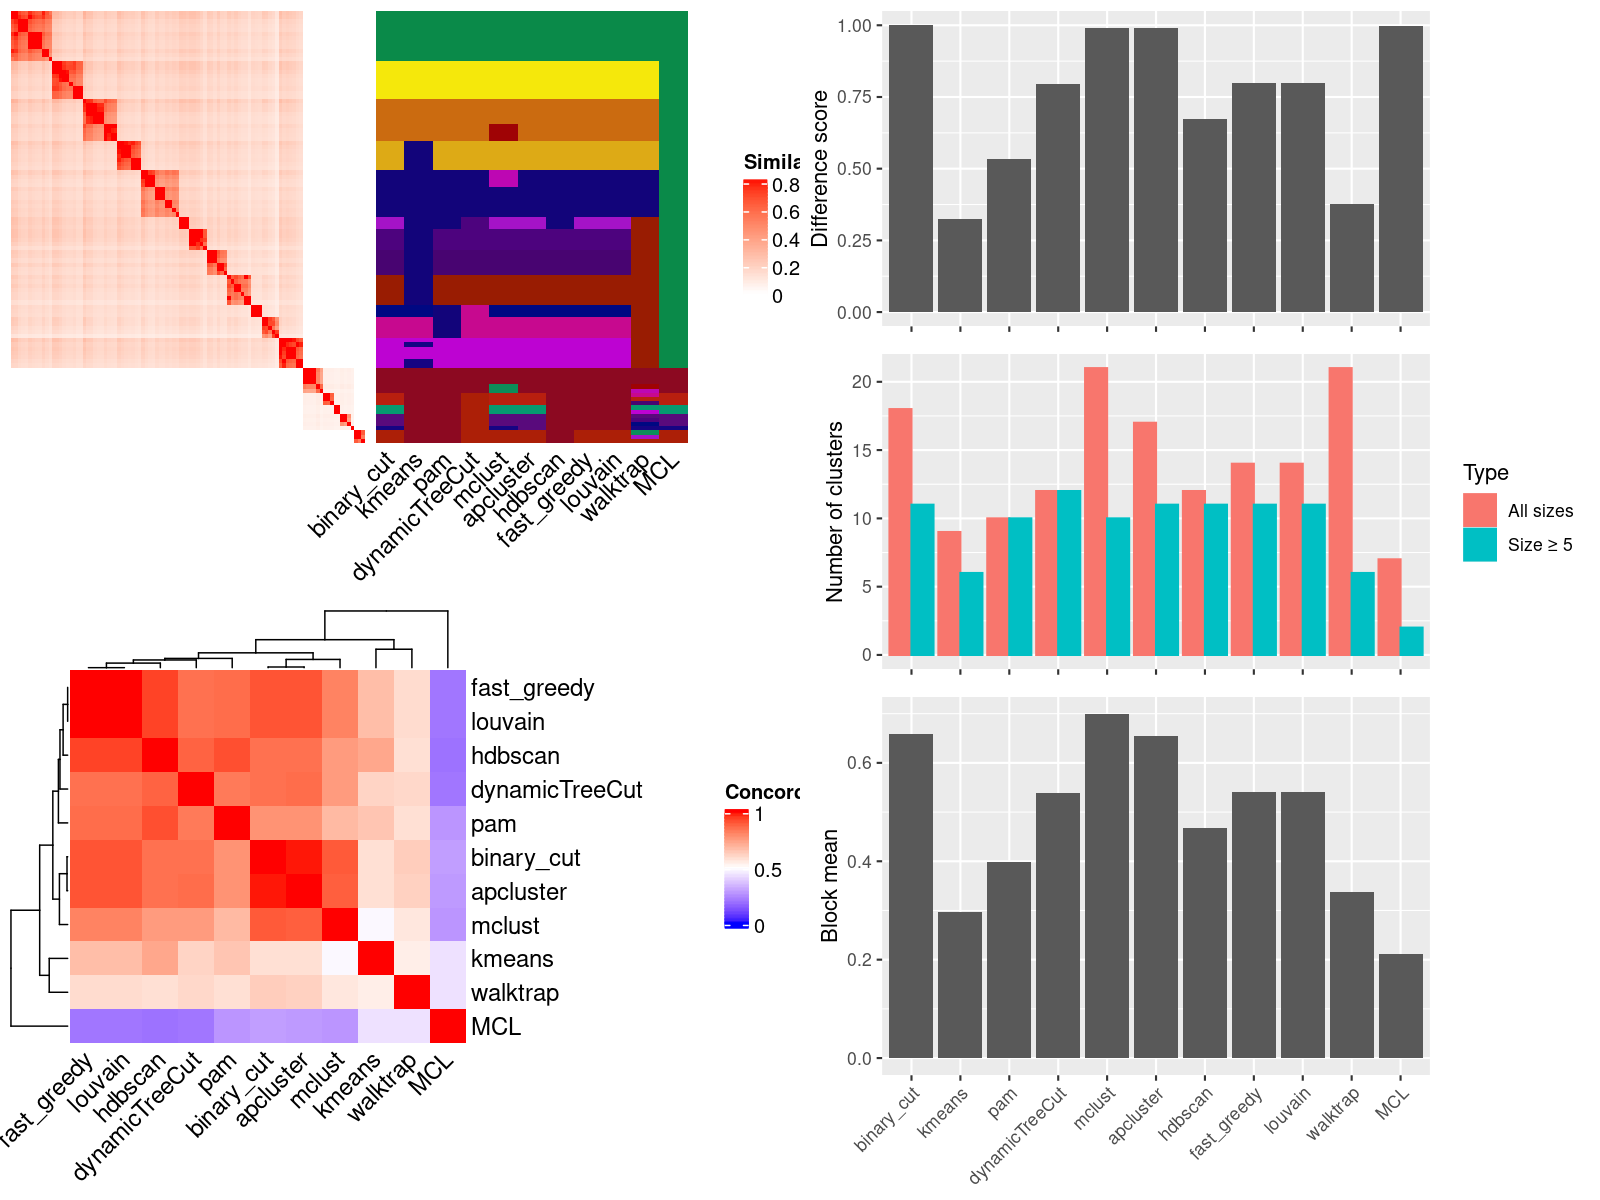 Simila
0.8
0.6
0.4
0.2
0
binary_cut
kmeans
pam
dynamicTreeCut
mclust
apcluster
hdbscan
fast_greedy
louvain
walktrap
MCL
Difference score
1.00
0.75
0.50
0.25
0.00
Number of clusters
20
15
10
5
0
Type
All sizes
Size ≥ 5
Block mean
0.6
0.4
0.2
0.0
binary_cut
kmeans
pam
dynamicTreeCut
mclust
apcluster
hdbscan
fast_greedy
louvain
walktrap
MCL
fast_greedy
louvain
hdbscan
dynamicTreeCut
pam
binary_cut
apcluster
mclust
kmeans
walktrap
MCL
fast_greedy
louvain
hdbscan
dynamicTreeCut
pam
binary_cut
apcluster
mclust
kmeans
walktrap
MCL
Concord
1
0.5
0